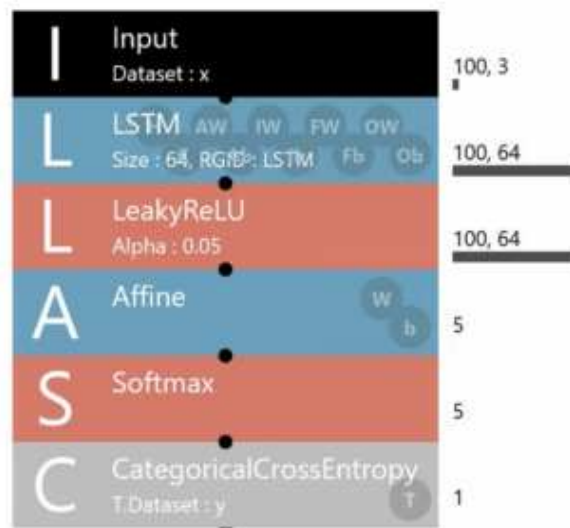 I
Input
Dataset : x
100, 3
L
LSTM AW IW FW OW
Size : 64, RGID : LSTM Fb Ob
100, 64
L
LeakyReLU
Alpha : 0.05
100, 64
A
Affine
W
b
5
S
Softmax
5
C
CategoricalCrossEntropy
T.Dataset : y
T
1